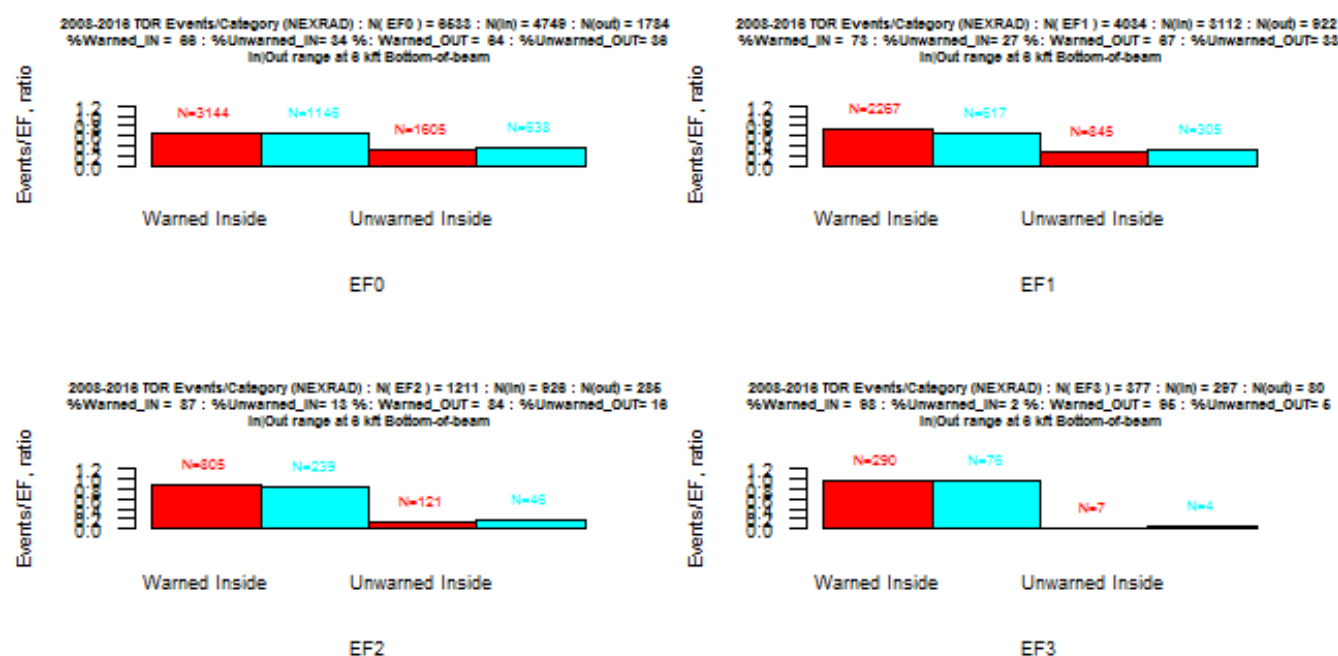 2008-2016 TOR Events/Category (NEXRAD) : N( EF0 ) = 6533 : N(in) = 4749 : N(out) = 1784
%Warned_IN = 66 : %Unwarned_IN= 34 %: Warned_OUT = 64 : %Unwarned_OUT= 36
In|Out range at 6 kft Bottom-of-beam
Events/EF, ratio
1.2
0.0
N=3144
N=1146
N=1605
N=638
Warned Inside
Unwarned Inside
EF0
2008-2016 TOR Events/Category (NEXRAD) : N( EF1 ) = 4034 : N(in) = 3112 : N(out) = 922
%Warned_IN = 73 : %Unwarned_IN= 27 %: Warned_OUT = 67 : %Unwarned_OUT= 33
In|Out range at 6 kft Bottom-of-beam
Events/EF, ratio
1.2
0.0
N=2267
N=617
N=845
N=305
Warned Inside
Unwarned Inside
EF1
2008-2016 TOR Events/Category (NEXRAD) : N( EF2 ) = 1211 : N(in) = 926 : N(out) = 285
%Warned_IN = 87 : %Unwarned_IN= 13 %: Warned_OUT = 84 : %Unwarned_OUT= 16
In|Out range at 6 kft Bottom-of-beam
Events/EF, ratio
1.2
0.0
N=805
N=239
N=121
N=46
Warned Inside
Unwarned Inside
EF2
2008-2016 TOR Events/Category (NEXRAD) : N( EF3 ) = 377 : N(in) = 297 : N(out) = 80
%Warned_IN = 98 : %Unwarned_IN= 2 %: Warned_OUT = 95 : %Unwarned_OUT= 5
In|Out range at 6 kft Bottom-of-beam
Events/EF, ratio
1.2
0.0
N=290
N=76
N=7
N=4
Warned Inside
Unwarned Inside
EF3